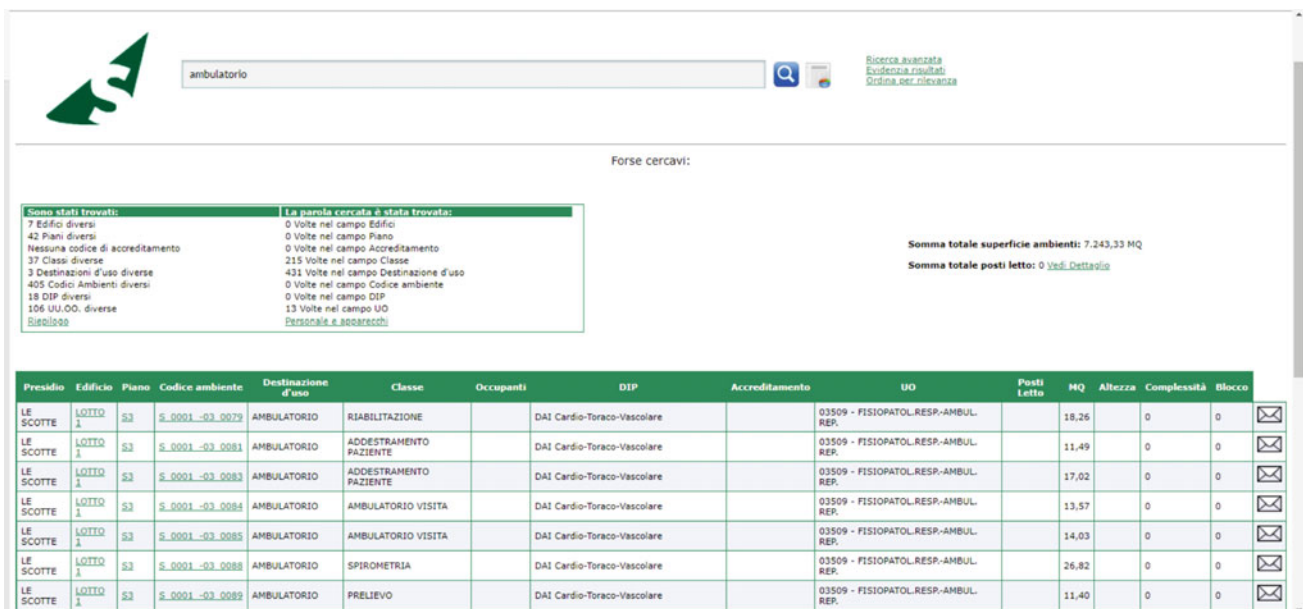 S
ambulatorio
Ricerca avanzata
Evidenzia risultati
Ordina per rilevanza
Forse cercavi:
Sono stati trovati: La parola cercata è stata trovata:
7 Edifici diversi 0 Volte nel campo Edifici
42 Piani diversi 0 Volte nel campo Piano
Nessuna codice di accreditamento 0 Volte nel campo Accreditamento
37 Classi diverse 215 Volte nel campo Classe
3 Destinazioni d'uso diverse 431 Volte nel campo Destinazione d'uso
405 Codici Ambienti diversi 0 Volte nel campo Codice ambiente
18 DIP diversi 0 Volte nel campo DIP
106 UU.OO. diverse 13 Volte nel campo UO
Riepilogo Personale e apparecchi
Somma totale superficie ambienti: 7.243,33 MQ
Somma totale posti letto: 0 Vedi Dettaglio
Presidio Edificio Piano Codice ambiente Destinazione d'uso Classe Occupanti DIP Accreditamento UO Posti Letto MQ Altezza Complessità Blocco
LE SCOTTE LOTTO 1 S3 S_0001_-03_0079 AMBULATORIO RIABILITAZIONE DAI Cardio-Toraco-Vascolare 03509 - FISIOPATOL.RESP.-AMBUL. REP. 18,26 0 0
LE SCOTTE LOTTO 1 S3 S_0001_-03_0081 AMBULATORIO ADDESTRAMENTO PAZIENTE DAI Cardio-Toraco-Vascolare 03509 - FISIOPATOL.RESP.-AMBUL. REP. 11,49 0 0
LE SCOTTE LOTTO 1 S3 S_0001_-03_0083 AMBULATORIO ADDESTRAMENTO PAZIENTE DAI Cardio-Toraco-Vascolare 03509 - FISIOPATOL.RESP.-AMBUL. REP. 17,02 0 0
LE SCOTTE LOTTO 1 S3 S_0001_-03_0084 AMBULATORIO AMBULATORIO VISITA DAI Cardio-Toraco-Vascolare 03509 - FISIOPATOL.RESP.-AMBUL. REP. 13,57 0 0
LE SCOTTE LOTTO 1 S3 S_0001_-03_0085 AMBULATORIO AMBULATORIO VISITA DAI Cardio-Toraco-Vascolare 03509 - FISIOPATOL.RESP.-AMBUL. REP. 14,03 0 0
LE SCOTTE LOTTO 1 S3 S_0001_-03_0088 AMBULATORIO SPIROMETRIA DAI Cardio-Toraco-Vascolare 03509 - FISIOPATOL.RESP.-AMBUL. REP. 26,82 0 0
LE SCOTTE LOTTO 1 S3 S_0001_-03_0089 AMBULATORIO PRELIEVO DAI Cardio-Toraco-Vascolare 03509 - FISIOPATOL.RESP.-AMBUL. REP. 11,40 0 0